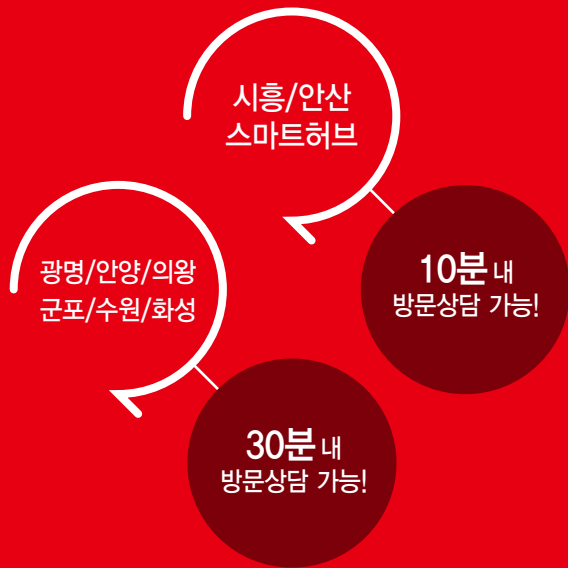 시흥/안산
스마트허브
10분 내
방문상담 가능!
광명/안양/의왕
군포/수원/화성
30분 내
방문상담 가능!